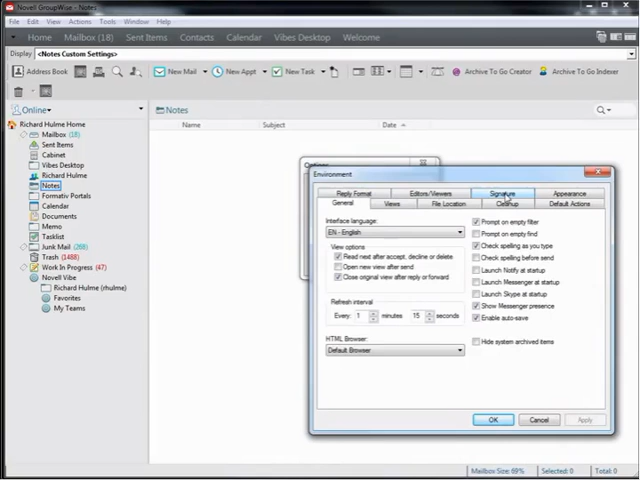 Novell GroupWise - Notes
File Edit View Actions Tools Window Help
Home Mailbox (18) Sent Items Contacts Calendar Vibes Desktop Welcome
Display <Notes Custom Settings>
Address Book New Mail New Appt New Task Archive To Go Creator Archive To Go Indexer
Online
Notes
Name Subject Date
Richard Hulme Home
Mailbox (18)
Sent Items
Cabinet
Vibes Desktop
Richard Hulme
Notes
Formativ Portals
Calendar
Documents
Memo
Tasklist
Junk Mail (268)
Trash (1488)
Work In Progress (47)
Novell Vibe
Richard Hulme (rhulme)
Favorites
My Teams
Options
Environment
Reply Format Editors/Viewers Signature Appearance
General Views File Location Cleanup Default Actions
Interface language:
EN - English
View options
Read next after accept, decline or delete
Open new view after send
Close original view after reply or forward
Refresh interval
Every: 1 minutes 15 seconds
HTML Browser:
Default Browser
Prompt on empty filter
Prompt on empty find
Check spelling as you type
Check spelling before send
Launch Notify at startup
Launch Messenger at startup
Launch Skype at startup
Show Messenger presence
Enable auto-save
Hide system archived items
OK Cancel Apply
Mailbox Size: 69% Selected: 0 Total: 0